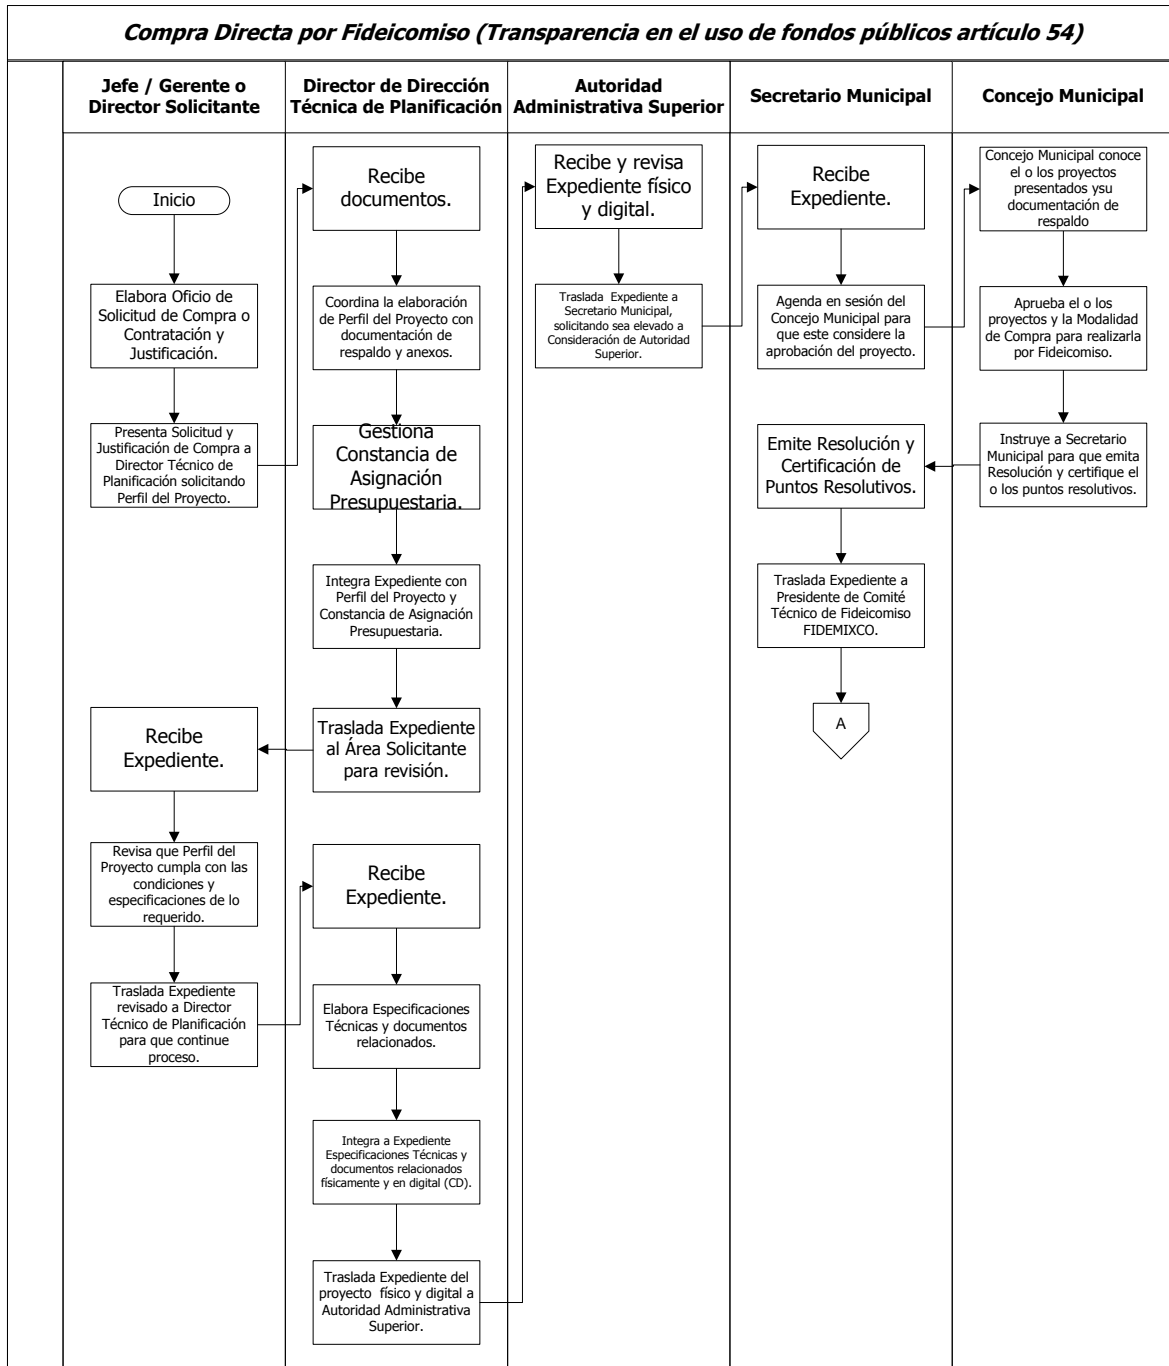 Compra Directa por Fideicomiso (Transparencia en el uso de fondos públicos artículo 54)
Jefe / Gerente o
Director Solicitante
Director de Dirección
Técnica de Planificación
Autoridad
Administrativa Superior
Secretario Municipal
Concejo Municipal
Inicio
Elabora Oficio de
Solicitud de Compra o
Contratación y
Justificación.
Presenta Solicitud y
Justificación de Compra a
Director Técnico de
Planificación solicitando
Perfil del Proyecto.
Recibe
documentos.
Coordina la elaboración
de Perfil del Proyecto con
documentación de
respaldo y anexos.
Gestiona
Constancia de
Asignación
Presupuestaria.
Integra Expediente con
Perfil del Proyecto y
Constancia de Asignación
Presupuestaria.
Traslada Expediente
al Área Solicitante
para revisión.
Recibe
Expediente.
Revisa que Perfil del
Proyecto cumpla con las
condiciones y
especificaciones de lo
requerido.
Traslada Expediente
revisado a Director
Técnico de Planificación
para que continue
proceso.
Recibe
Expediente.
Elabora Especificaciones
Técnicas y documentos
relacionados.
Integra a Expediente
Especificaciones Técnicas y
documentos relacionados
físicamente y en digital (CD).
Traslada Expediente del
proyecto físico y digital a
Autoridad Administrativa
Superior.
Recibe y revisa
Expediente físico
y digital.
Traslada Expediente a
Secretario Municipal,
solicitando sea elevado a
Consideración de Autoridad
Superior.
Recibe
Expediente.
Agenda en sesión del
Concejo Municipal para
que este considere la
aprobación del proyecto.
Concejo Municipal conoce
el o los proyectos
presentados ysu
documentación de
respaldo
Aprueba el o los
proyectos y la Modalidad
de Compra para realizarla
por Fideicomiso.
Instruye a Secretario
Municipal para que emita
Resolución y certifique el
o los puntos resolutivos.
Emite Resolución y
Certificación de
Puntos Resolutivos.
Traslada Expediente a
Presidente de Comité
Técnico de Fideicomiso
FIDEMIXCO.
A